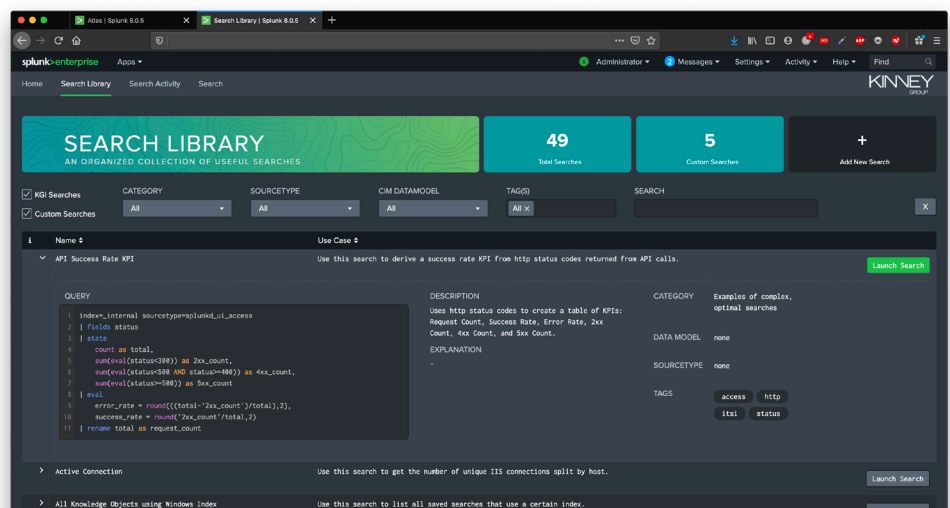 Atlas | Splunk 8.0.5
Search Library | Splunk 8.0.5
splunk>enterprise Apps
Administrator 2 Messages Settings Activity Help Find
Home Search Library Search Activity Search
KINNEY
GROUP
SEARCH LIBRARY
AN ORGANIZED COLLECTION OF USEFUL SEARCHES
49
Total Searches
5
Custom Searches
+
Add New Search
KGI Searches
Custom Searches
CATEGORY
All
SOURCETYPE
All
CIM DATAMODEL
All
TAG(S)
All ×
SEARCH
X
i Name Use Case
API Success Rate KPI Use this search to derive a success rate KPI from http status codes returned from API calls.
Launch Search
QUERY
1 index=_internal sourcetype=splunkd_ui_access
2 | fields status
3 | stats
4 count as total,
5 sum(eval(status<300)) as 2xx_count,
6 sum(eval(status<500 AND status>=400)) as 4xx_count,
7 sum(eval(status>=500)) as 5xx_count
8 | eval
9 error_rate = round(((total-'2xx_count')/total),2),
10 success_rate = round('2xx_count'/total,2)
11 | rename total as request_count
DESCRIPTION
Uses http status codes to create a table of KPIs:
Request Count, Success Rate, Error Rate, 2xx
Count, 4xx Count, and 5xx Count.
EXPLANATION
-
CATEGORY Examples of complex,
optimal searches
DATA MODEL none
SOURCETYPE none
TAGS access http
itsi status
Active Connection Use this search to get the number of unique IIS connections split by host.
Launch Search
All Knowledge Objects using Windows Index Use this search to list all saved searches that use a certain index.